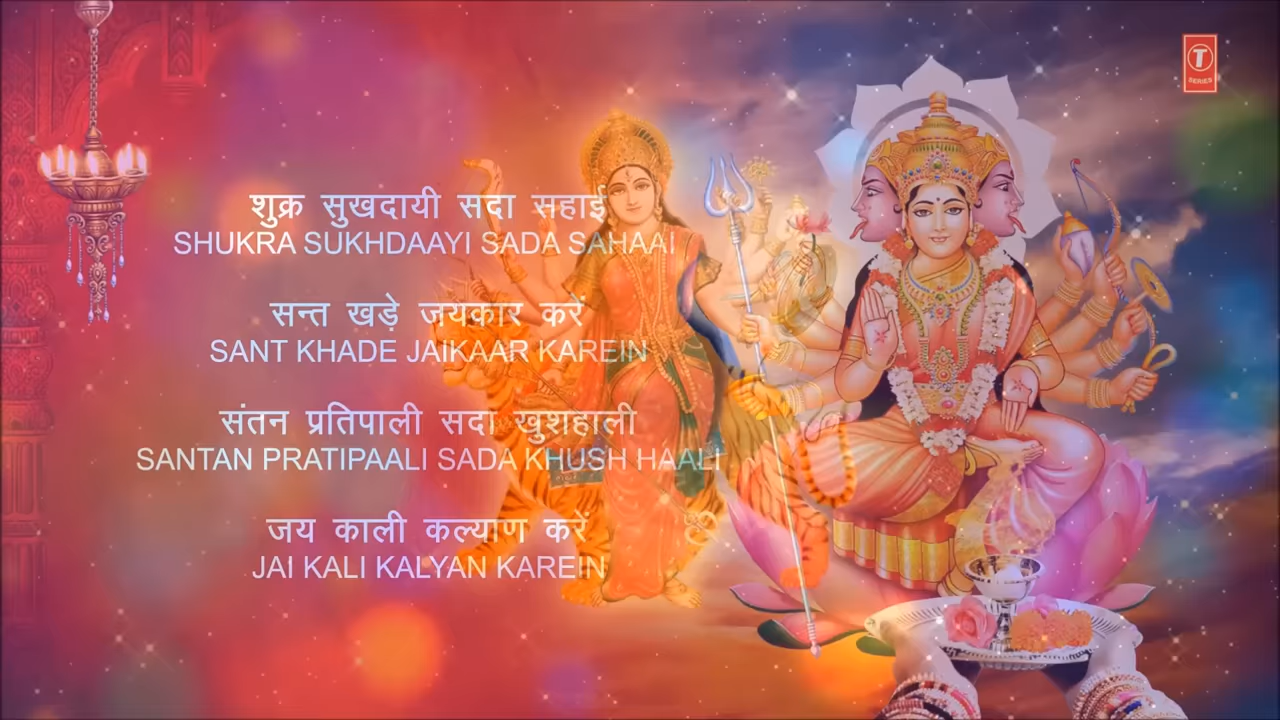 T
SERIES
शुक्र सुखदायी सदा सहाई
SHUKRA SUKHDAAYI SADA SAHAAI
सन्त खड़े जयकार करें
SANT KHADE JAIKAAR KAREIN
संतन प्रतिपाली सदा खुशहाली
SANTAN PRATIPAALI SADA KHUSH HAALI
जय काली कल्याण करें
JAI KALI KALYAN KAREIN